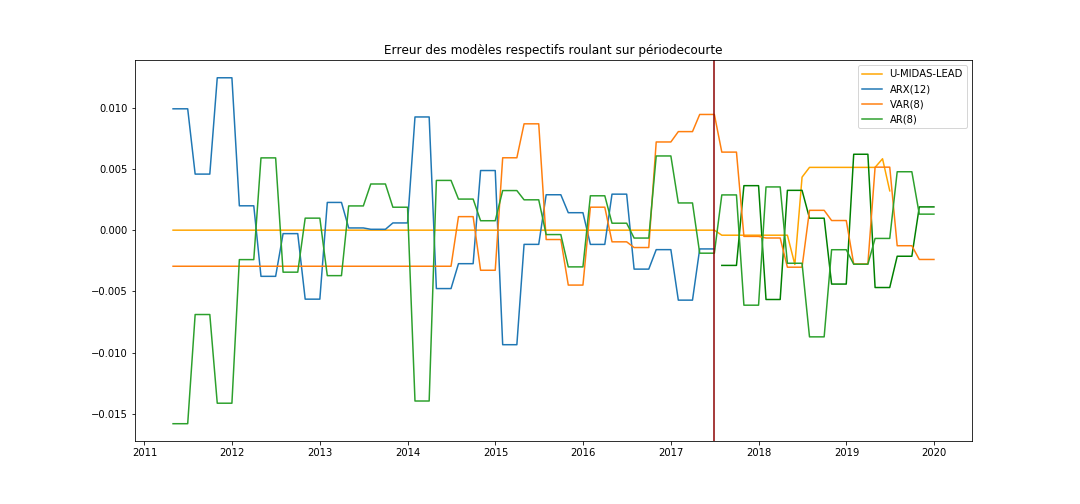 Erreur des modèles respectifs roulant sur périodecourte
U-MIDAS-LEAD
ARX(12)
VAR(8)
AR(8)
0.010
0.005
0.000
−0.005
−0.010
−0.015
2011 2012 2013 2014 2015 2016 2017 2018 2019 2020